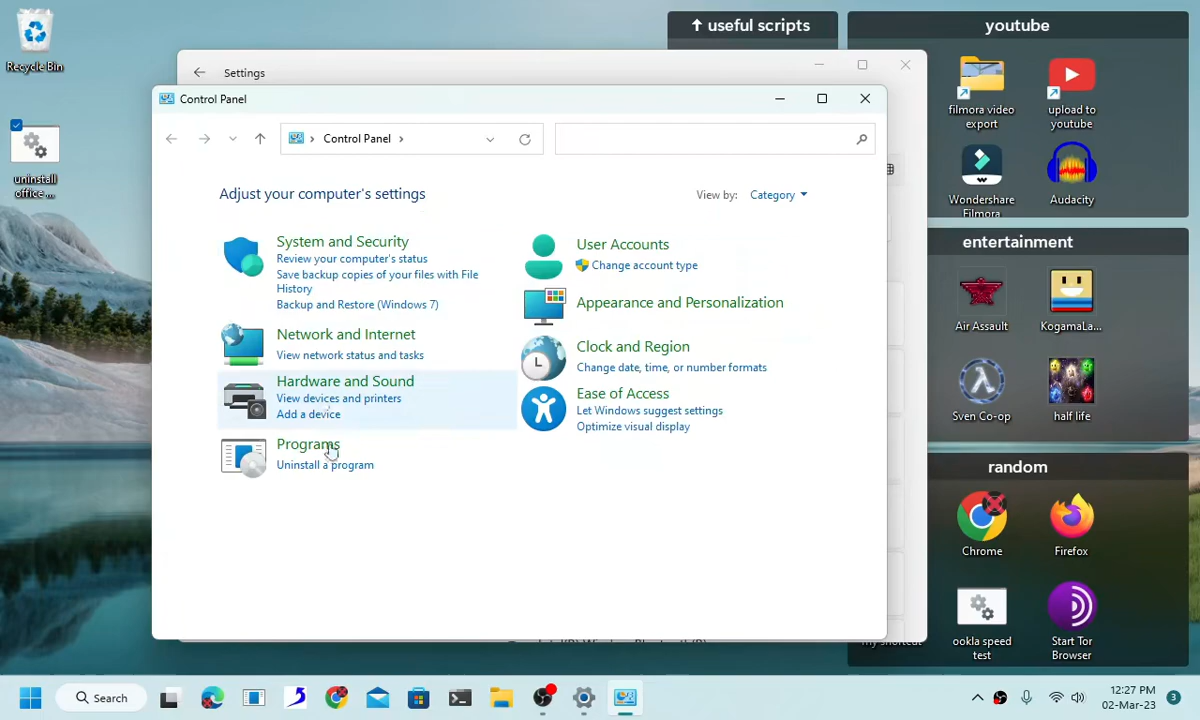 Recycle Bin
uninstall
office ...
↑ useful scripts
youtube
filmora video
export
upload to
youtube
Wondershare
Filmora
Audacity
entertainment
Air Assault
KogamaLa...
Sven Co-op
half life
random
Chrome
Firefox
ookla speed
test
Start Tor
Browser
Settings
Control Panel
Control Panel
Adjust your computer's settings
View by: Category
System and Security
Review your computer's status
Save backup copies of your files with File
History
Backup and Restore (Windows 7)
Network and Internet
View network status and tasks
Hardware and Sound
View devices and printers
Add a device
Programs
Uninstall a program
User Accounts
Change account type
Appearance and Personalization
Clock and Region
Change date, time, or number formats
Ease of Access
Let Windows suggest settings
Optimize visual display
Search
12:27 PM
02-Mar-23
3